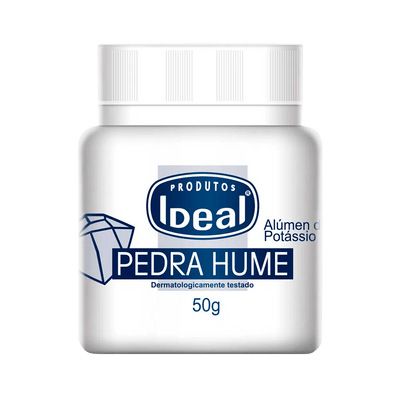 PRODUTOS
Ideal
Alúmen d
Potássio
PEDRA HUME
Dermatologicamente testado
50g